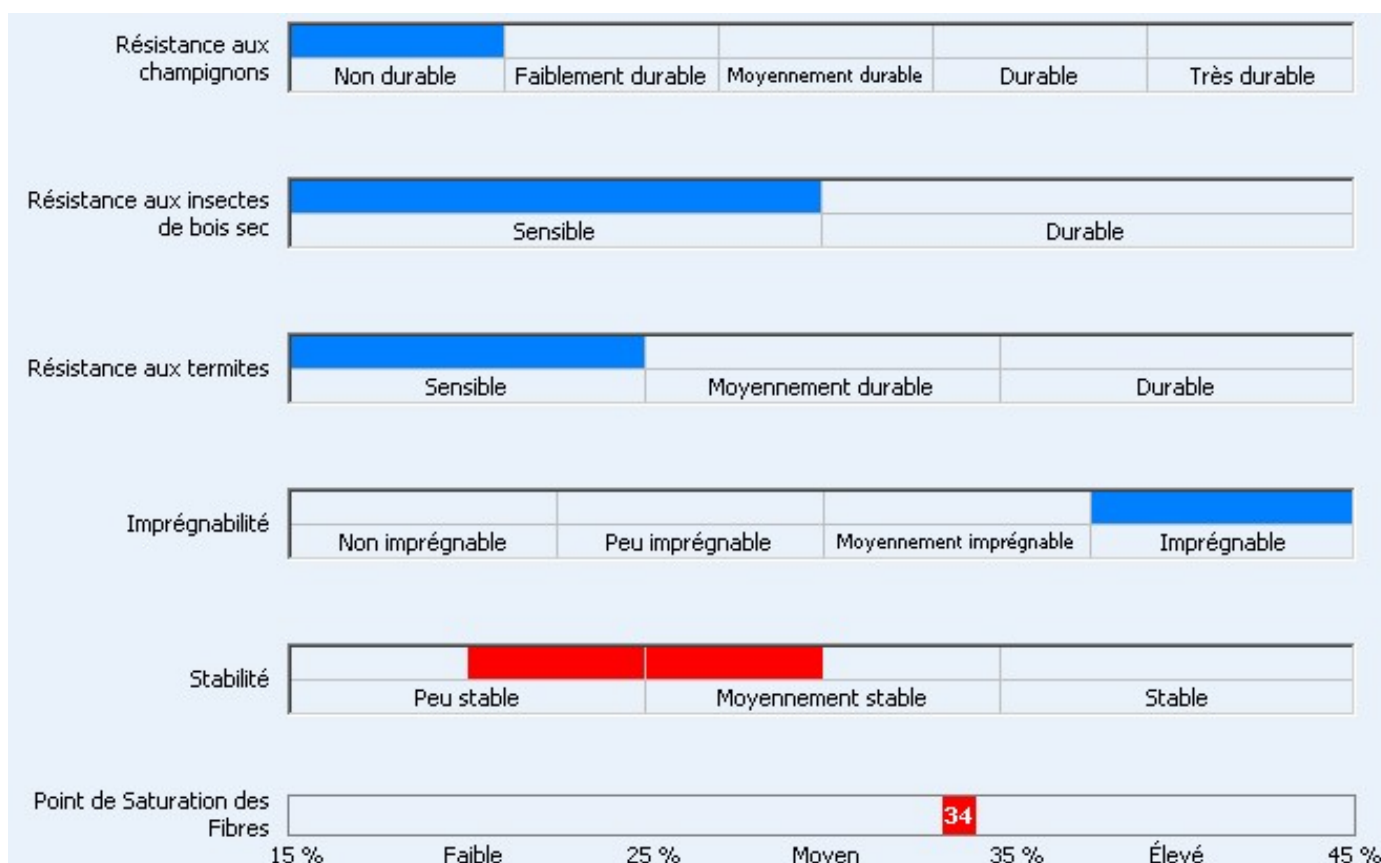 Résistance aux
champignons
Non durable Faiblement durable Moyennement durable Durable Très durable
Résistance aux insectes
de bois sec
Sensible Durable
Résistance aux termites
Sensible Moyennement durable Durable
Imprégnabilité
Non imprégnable Peu imprégnable Moyennement imprégnable Imprégnable
Stabilité
Peu stable Moyennement stable Stable
Point de Saturation des
Fibres
34
15 % Faible 25 % Moyen 35 % Élevé 45 %